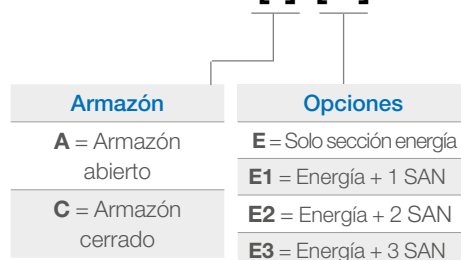 Armazón
A = Armazón
abierto
C = Armazón
cerrado
Opciones
E = Solo sección energía
E1 = Energía + 1 SAN
E2 = Energía + 2 SAN
E3 = Energía + 3 SAN